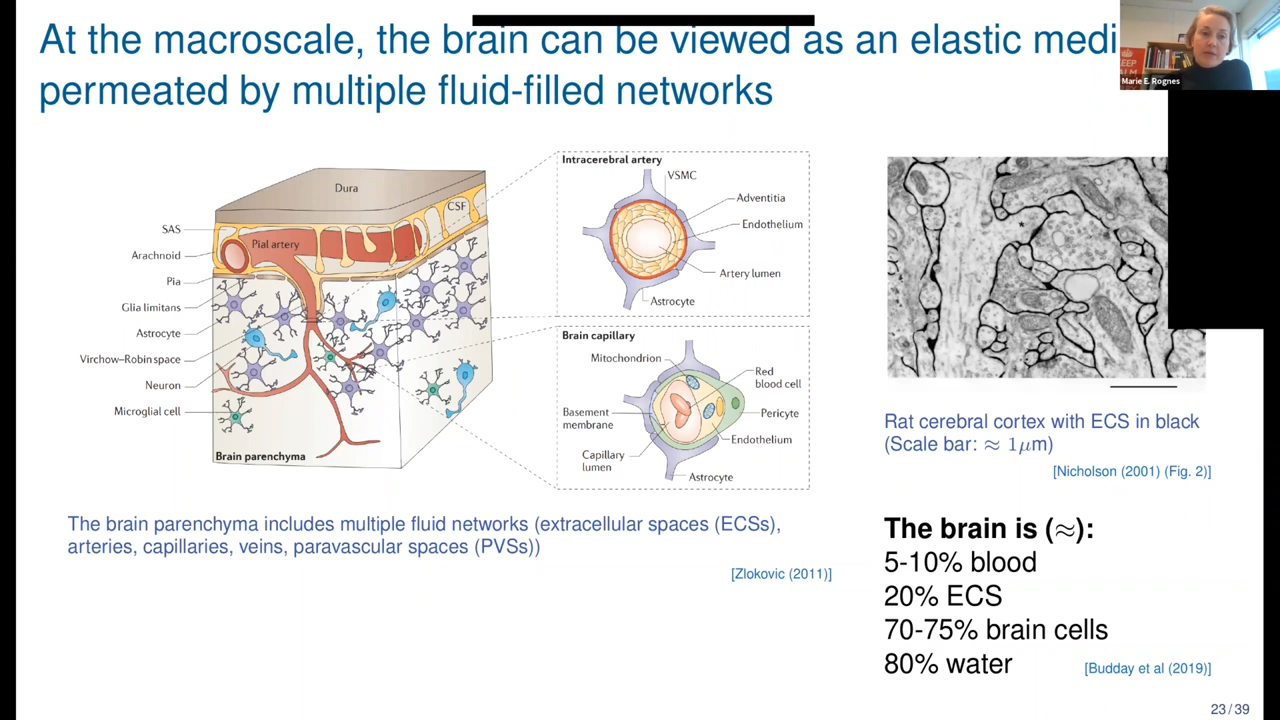 At the macroscale, the brain can be viewed as an elastic medi
permeated by multiple fluid-filled networks
KEEP
Marie E. Rognes
Dura
CSF
SAS
Pial artery
Arachnoid
Pia
Glia limitans
Astrocyte
Virchow–Robin space
Neuron
Microglial cell
Brain parenchyma
Intracerebral artery
VSMC
Adventitia
Endothelium
Artery lumen
Astrocyte
Brain capillary
Mitochondrion
Red
blood cell
Basement
membrane
Pericyte
Endothelium
Capillary
lumen
Astrocyte
The brain parenchyma includes multiple fluid networks (extracellular spaces (ECSs),
arteries, capillaries, veins, paravascular spaces (PVSs))
[Zlokovic (2011)]
Rat cerebral cortex with ECS in black
(Scale bar: ≈ 1μm)
[Nicholson (2001) (Fig. 2)]
The brain is (≈):
5-10% blood
20% ECS
70-75% brain cells
80% water
[Budday et al (2019)]
23 / 39